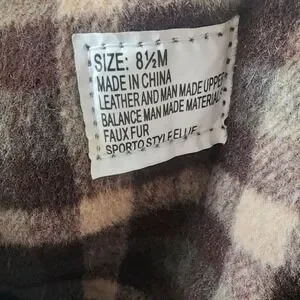 SIZE: 8½M
MADE IN CHINA
LEATHER AND MAN MADE UPPER
BALANCE MAN MADE MATERIAL
FAUX FUR
SPORTO STYLE